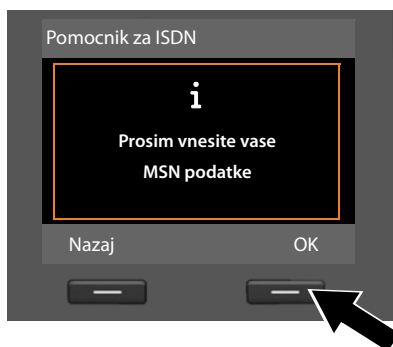 Pomocnik za ISDN
i
Prosim vnesite vase
MSN podatke
Nazaj OK